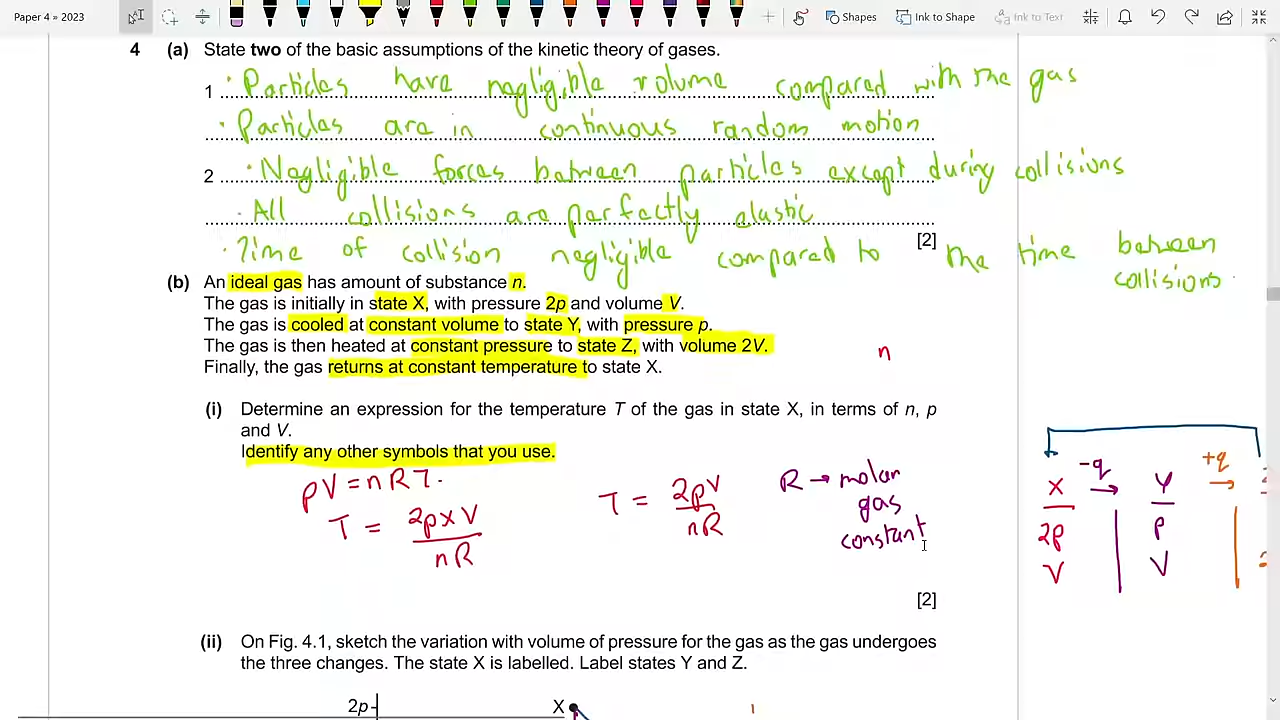 Paper 4 » 2023
Shapes
Ink to Shape
Ink to Text
4 (a) State two of the basic assumptions of the kinetic theory of gases.
1 · Particles have negligible volume compared with the gas
· Particles are in continuous random motion
2 · Negligible forces between particles except during collisions
· All collisions are perfectly elastic
[2]
· Time of collision negligible compared to the time between collisions.
(b) An ideal gas has amount of substance n.
The gas is initially in state X, with pressure 2p and volume V.
The gas is cooled at constant volume to state Y, with pressure p.
The gas is then heated at constant pressure to state Z, with volume 2V.
n
Finally, the gas returns at constant temperature to state X.
(i) Determine an expression for the temperature T of the gas in state X, in terms of n, p
and V.
Identify any other symbols that you use.
pV = nRT.
T = 2p×V / nR
T = 2pV / nR
R → molar
gas
constant
-q +q
X → Y → 2
2p p
V V 2
[2]
(ii) On Fig. 4.1, sketch the variation with volume of pressure for the gas as the gas undergoes
the three changes. The state X is labelled. Label states Y and Z.
2p X